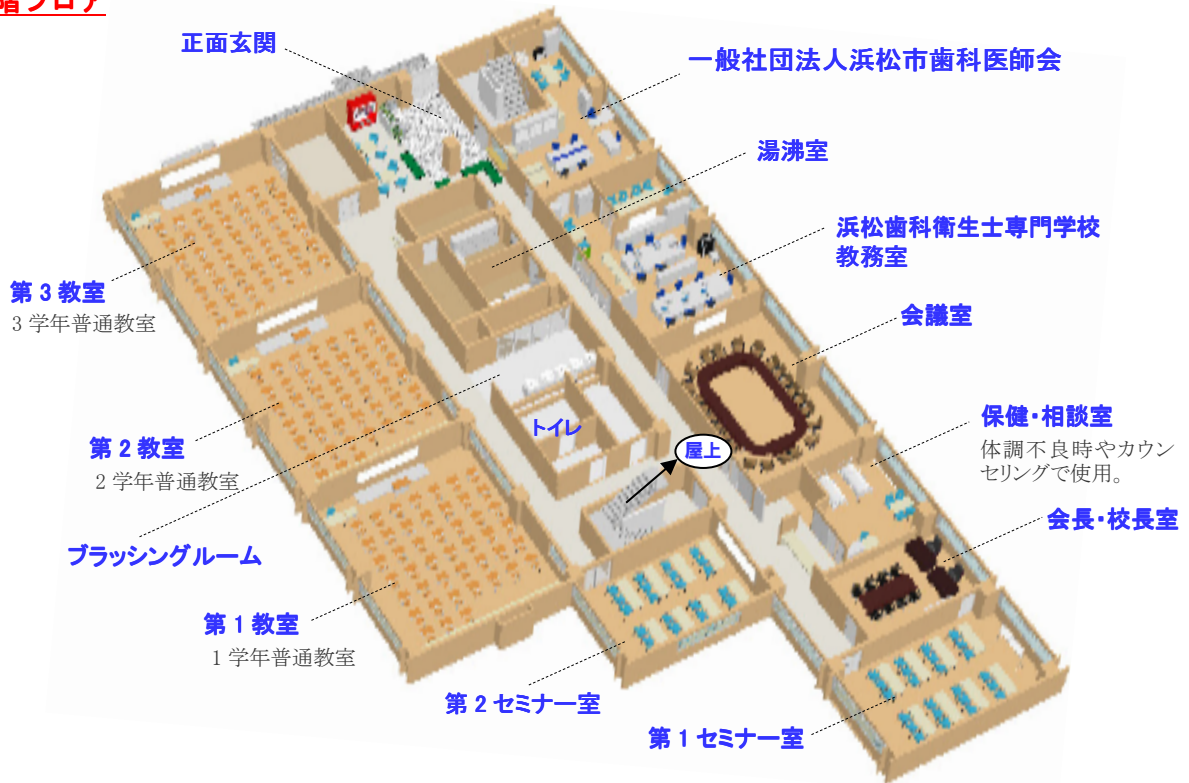 階フロア
正面玄関
一般社団法人浜松市歯科医師会
湯沸室
浜松歯科衛生士専門学校
教務室
会議室
第３教室
3 学年普通教室
保健・相談室
体調不良時やカウン
セリングで使用。
トイレ
屋上
第２教室
2 学年普通教室
会長・校長室
ブラッシングルーム
第１教室
1 学年普通教室
第２セミナー室
第１セミナー室